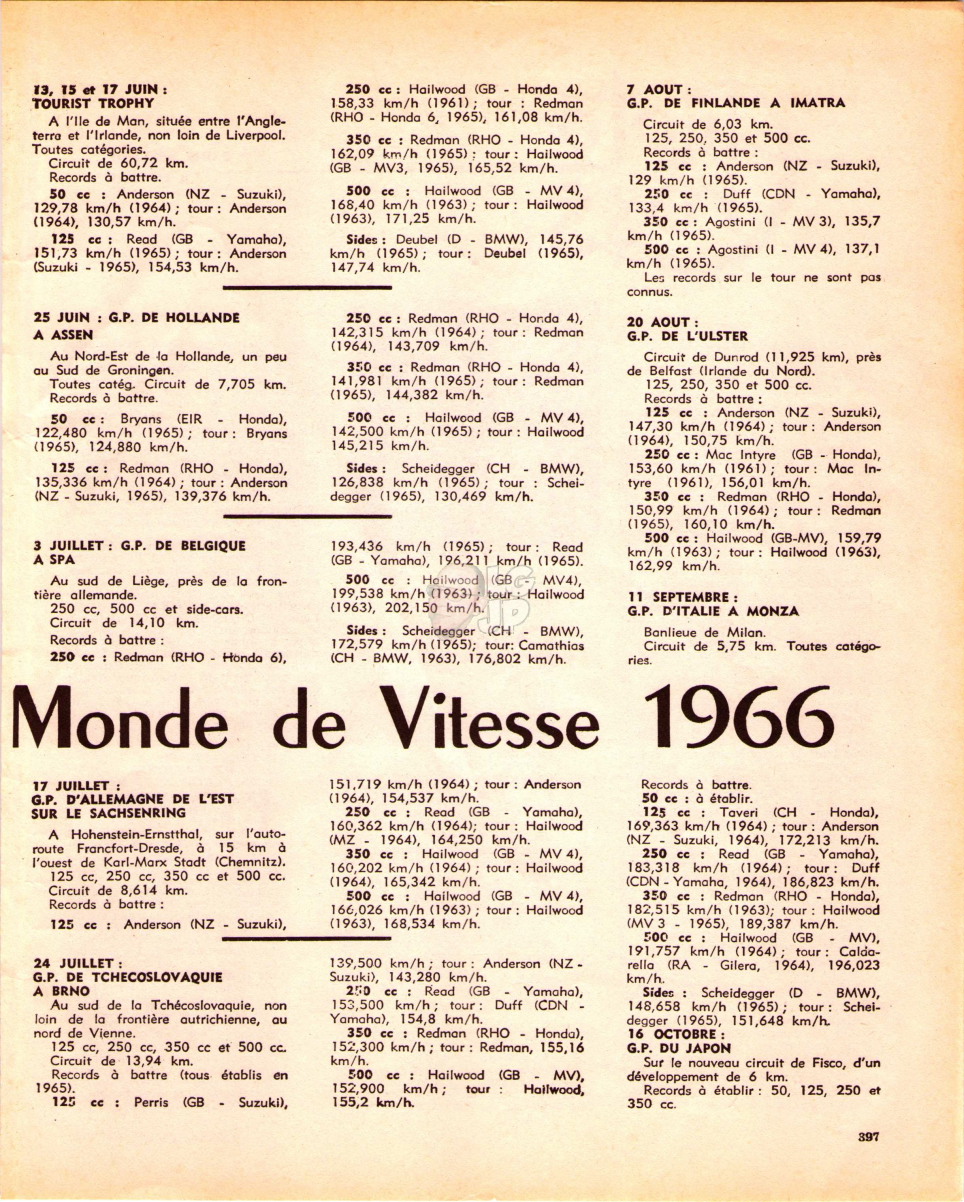 13, 15 et 17 JUIN :
TOURIST TROPHY
A l'Ile de Man, située entre l'Angle-
terra et l'Irlande, non loin de Liverpool.
Toutes catégories.
Circuit de 60,72 km.
Records à battre.
50 cc : Anderson (NZ - Suzuki),
129,78 km/h (1964) ; tour : Anderson
(1964), 130,57 km/h.
125 cc : Read (GB - Yamaha),
151,73 km/h (1965) ; tour : Anderson
(Suzuki - 1965), 154,53 km/h.
250 cc : Hailwood (GB - Honda 4),
158,33 km/h (1961) ; tour : Redman
(RHO - Honda 6, 1965), 161,08 km/h.
350 cc : Redman (RHO - Honda 4),
162,09 km/h (1965) ; tour : Hailwood
(GB - MV3, 1965), 165,52 km/h.
500 cc : Hailwood (GB - MV 4),
168,40 km/h (1963) ; tour : Hailwood
(1963), 171,25 km/h.
Sides : Deubel (D - BMW), 145,76
km/h (1965) ; tour : Deubel (1965),
147,74 km/h.
25 JUIN : G.P. DE HOLLANDE
A ASSEN
Au Nord-Est de la Hollande, un peu
au Sud de Groningen.
Toutes catég. Circuit de 7,705 km.
Records à battre.
50 cc : Bryans (EIR - Honda),
122,480 km/h (1965) ; tour : Bryans
(1965), 124,880 km/h.
125 cc : Redman (RHO - Honda),
135,336 km/h (1964) ; tour : Anderson
(NZ - Suzuki, 1965), 139,376 km/h.
250 cc : Redman (RHO - Honda 4),
142,315 km/h (1964) ; tour : Redman
(1964), 143,709 km/h.
350 cc : Redman (RHO - Honda 4),
141,981 km/h (1965) ; tour : Redman
(1965), 144,382 km/h.
500 cc : Hailwood (GB - MV 4),
142,500 km/h (1965) ; tour : Hailwood
145,215 km/h.
Sides : Scheidegger (CH - BMW),
126,838 km/h (1965) ; tour : Schei-
degger (1965), 130,469 km/h.
3 JUILLET : G.P. DE BELGIQUE
A SPA
Au sud de Liège, près de la fron-
tière allemande.
250 cc, 500 cc et side-cars.
Circuit de 14,10 km.
Records à battre :
250 cc : Redman (RHO - Honda 6),
193,436 km/h (1965) ; tour : Read
(GB - Yamaha), 196,211 km/h (1965).
500 cc : Hailwood (GB - MV4),
199,538 km/h (1963) ; tour : Hailwood
(1963), 202,150 km/h.
Sides : Scheidegger (CH - BMW),
172,579 km/h (1965); tour: Camathias
(CH - BMW, 1963), 176,802 km/h.
7 AOUT :
G.P. DE FINLANDE A IMATRA
Circuit de 6,03 km.
125, 250, 350 et 500 cc.
Records à battre :
125 cc : Anderson (NZ - Suzuki),
129 km/h (1965).
250 cc : Duff (CDN - Yamaha),
133,4 km/h (1965).
350 cc : Agostini (I - MV 3), 135,7
km/h (1965).
500 cc : Agostini (I - MV 4), 137,1
km/h (1965).
Les records sur le tour ne sont pas
connus.
20 AOUT :
G.P. DE L'ULSTER
Circuit de Dunrod (11,925 km), près
de Belfast (Irlande du Nord).
125, 250, 350 et 500 cc.
Records à battre :
125 cc : Anderson (NZ - Suzuki),
147,30 km/h (1964) ; tour : Anderson
(1964), 150,75 km/h.
250 cc : Mac Intyre (GB - Honda),
153,60 km/h (1961) ; tour : Mac In-
tyre (1961), 156,01 km/h.
350 cc : Redman (RHO - Honda),
150,99 km/h (1964) ; tour : Redman
(1965), 160,10 km/h.
500 cc : Hailwood (GB-MV), 159,79
km/h (1963) ; tour : Hailwood (1963),
162,99 km/h.
11 SEPTEMBRE :
G.P. D'ITALIE A MONZA
Banlieue de Milan.
Circuit de 5,75 km. Toutes catégo-
ries.
Monde de Vitesse 1966
17 JUILLET :
G.P. D'ALLEMAGNE DE L'EST
SUR LE SACHSENRING
A Hohenstein-Ernstthal, sur l'auto-
route Francfort-Dresde, à 15 km à
l'ouest de Karl-Marx Stadt (Chemnitz).
125 cc, 250 cc, 350 cc et 500 cc.
Circuit de 8,614 km.
Records à battre :
125 cc : Anderson (NZ - Suzuki),
151,719 km/h (1964) ; tour : Anderson
(1964), 154,537 km/h.
250 cc : Read (GB - Yamaha),
160,362 km/h (1964); tour : Hailwood
(MZ - 1964), 164,250 km/h.
350 cc : Hailwood (GB - MV 4),
160,202 km/h (1964) ; tour : Hailwood
(1964), 165,342 km/h.
500 cc : Hailwood (GB - MV 4),
166,026 km/h (1963) ; tour : Hailwood
(1963), 168,534 km/h.
24 JUILLET :
G.P. DE TCHECOSLOVAQUIE
A BRNO
Au sud de la Tchécoslovaquie, non
loin de la frontière autrichienne, au
nord de Vienne.
125 cc, 250 cc, 350 cc et 500 cc.
Circuit de 13,94 km.
Records à battre (tous établis en
1965).
125 cc : Perris (GB - Suzuki),
139,500 km/h ; tour : Anderson (NZ -
Suzuki), 143,280 km/h.
250 cc : Read (GB - Yamaha),
153,500 km/h ; tour : Duff (CDN -
Yamaha), 154,8 km/h.
350 cc : Redman (RHO - Honda),
152,300 km/h ; tour : Redman, 155,16
km/h.
500 cc : Hailwood (GB - MV),
152,900 km/h ; tour : Hailwood,
155,2 km/h.
Records à battre.
50 cc : à établir.
125 cc : Taveri (CH - Honda),
169,363 km/h (1964) ; tour : Anderson
(NZ - Suzuki, 1964), 172,213 km/h.
250 cc : Read (GB - Yamaha),
183,318 km/h (1964) ; tour : Duff
(CDN - Yamaha, 1964), 186,823 km/h.
350 cc : Redman (RHO - Honda),
182,515 km/h (1963); tour : Hailwood
(MV 3 - 1965), 189,387 km/h.
500 cc : Hailwood (GB - MV),
191,757 km/h (1964) ; tour : Calda-
rella (RA - Gilera, 1964), 196,023
km/h.
Sides : Scheidegger (D - BMW),
148,658 km/h (1965) ; tour : Schei-
degger (1965), 151,648 km/h.
16 OCTOBRE :
G.P. DU JAPON
Sur le nouveau circuit de Fisco, d'un
développement de 6 km.
Records à établir : 50, 125, 250 et
350 cc.
397